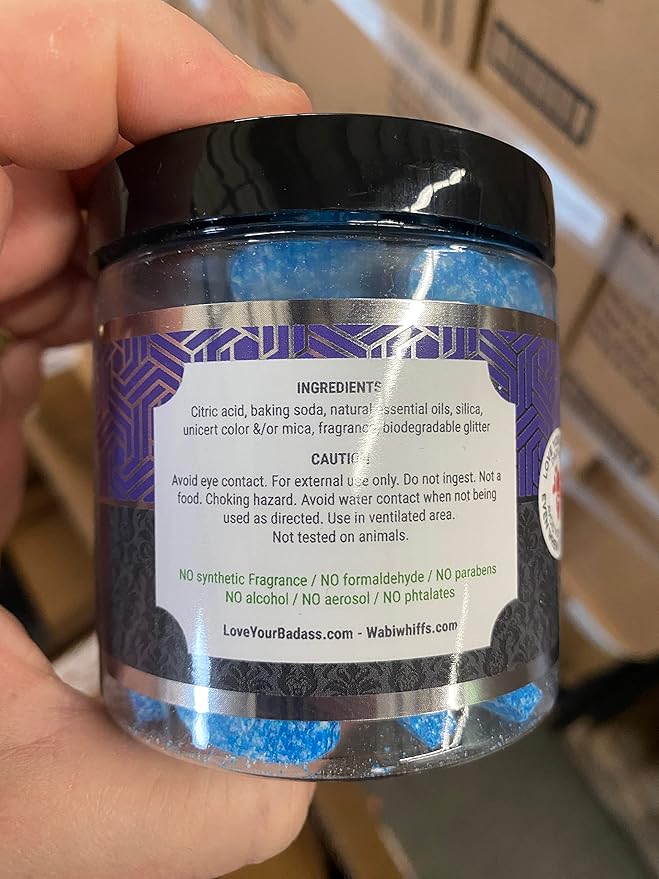 INGREDIENTS
Citric acid, baking soda, natural essential oils, silica,
unicert color &/or mica, fragrance, biodegradable glitter
CAUTION
Avoid eye contact. For external use only. Do not ingest. Not a
food. Choking hazard. Avoid water contact when not being
used as directed. Use in ventilated area.
Not tested on animals.
NO synthetic Fragrance / NO formaldehyde / NO parabens
NO alcohol / NO aerosol / NO phtalates
LoveYourBadass.com - Wabiwhiffs.com